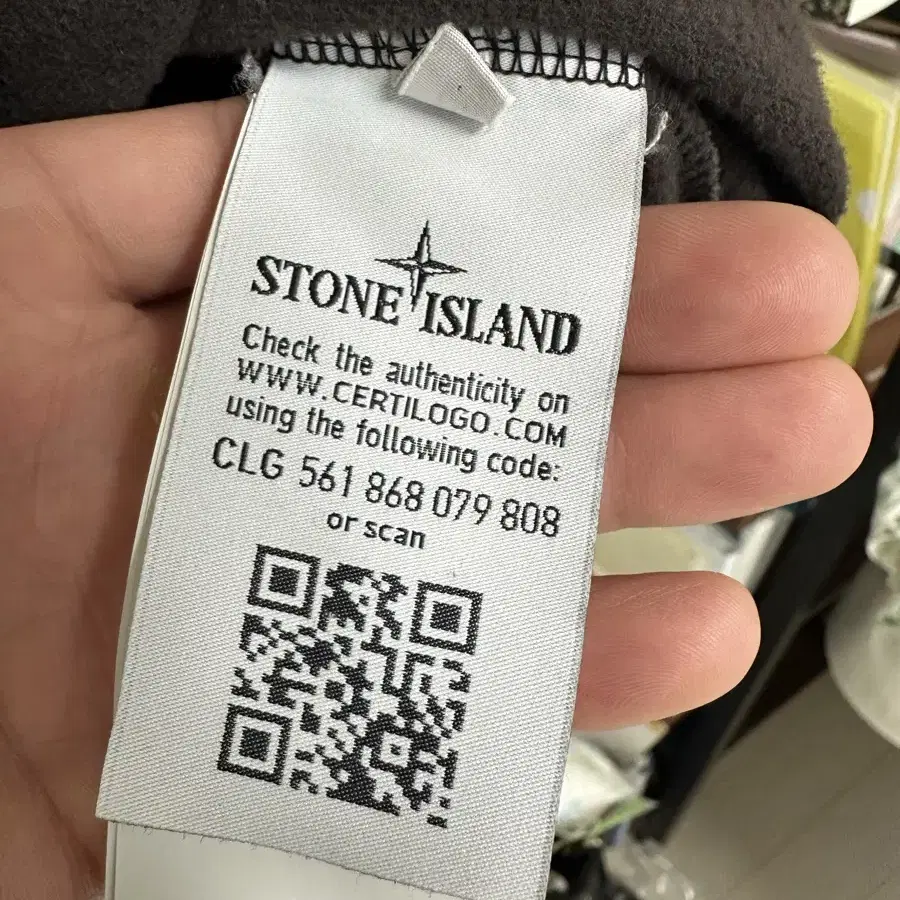 STONE ISLAND
Check the authenticity on
WWW.CERTILOGO.COM
using the following code:
CLG 561 868 079 808
or scan